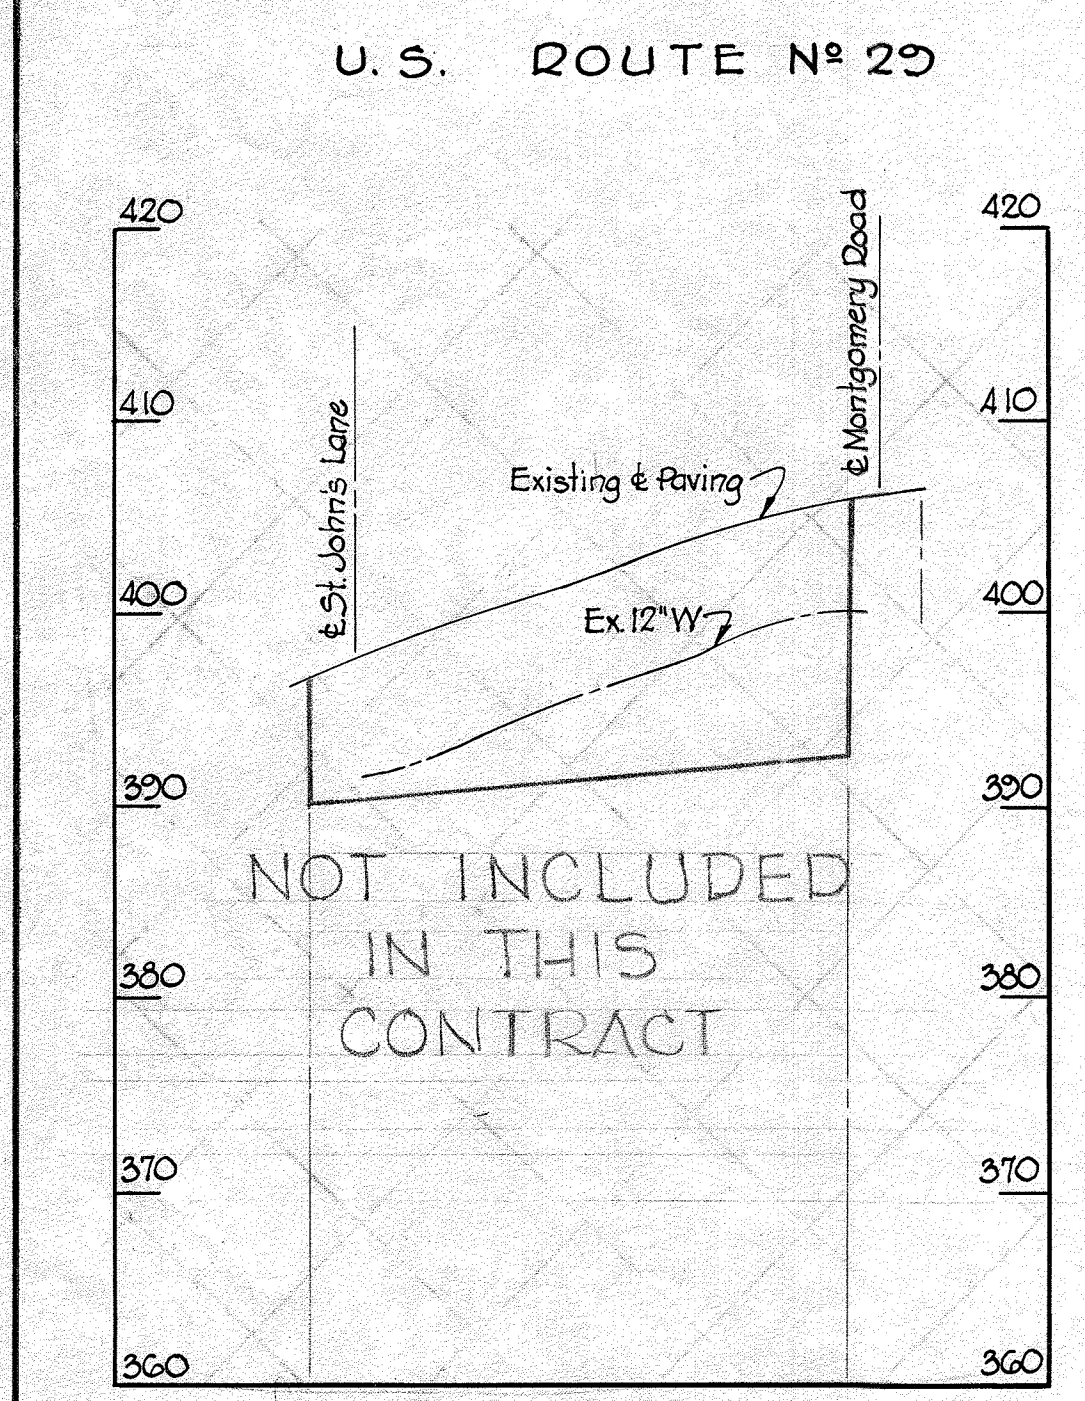 U.S. ROUTE Nº 29
420 420
℄ Montgomery Road
410 410
℄ St. John's Lane
Existing ℄ Paving
400 400
Ex. 12" W
390 390
NOT INCLUDED
IN THIS
CONTRACT
380 380
370 370
360 360